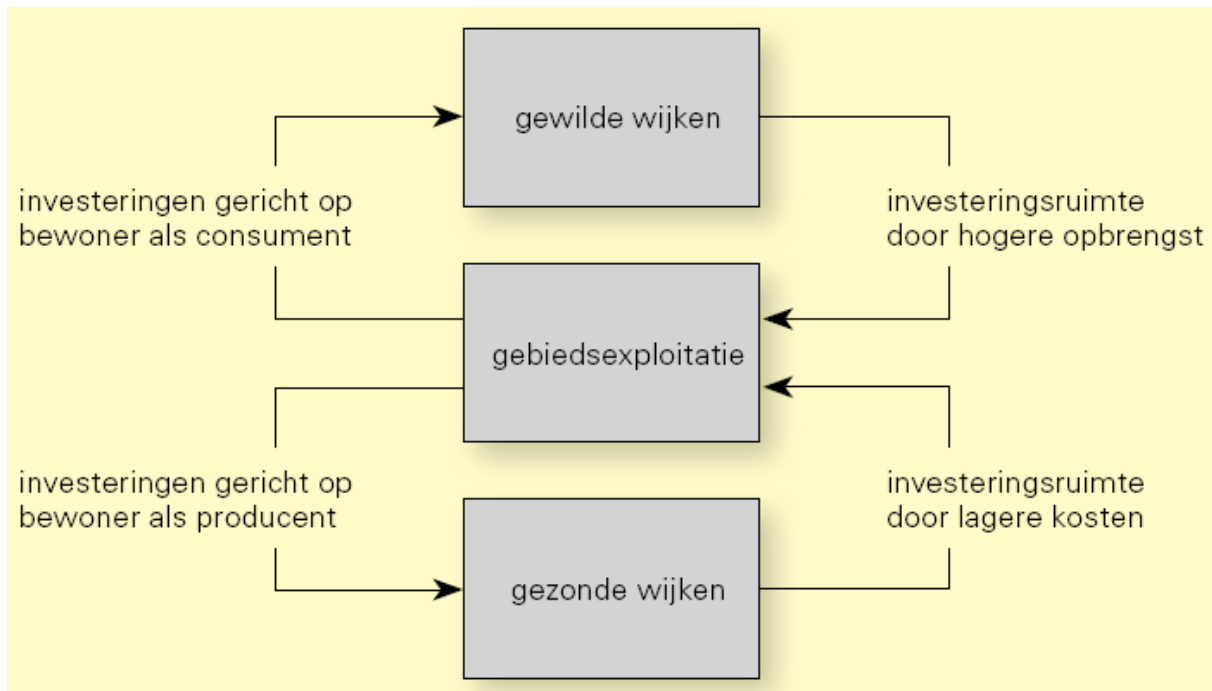 gewilde wijken
investeringen gericht op
bewoner als consument
investeringsruimte
door hogere opbrengst
gebiedsexploitatie
investeringen gericht op
bewoner als producent
investeringsruimte
door lagere kosten
gezonde wijken